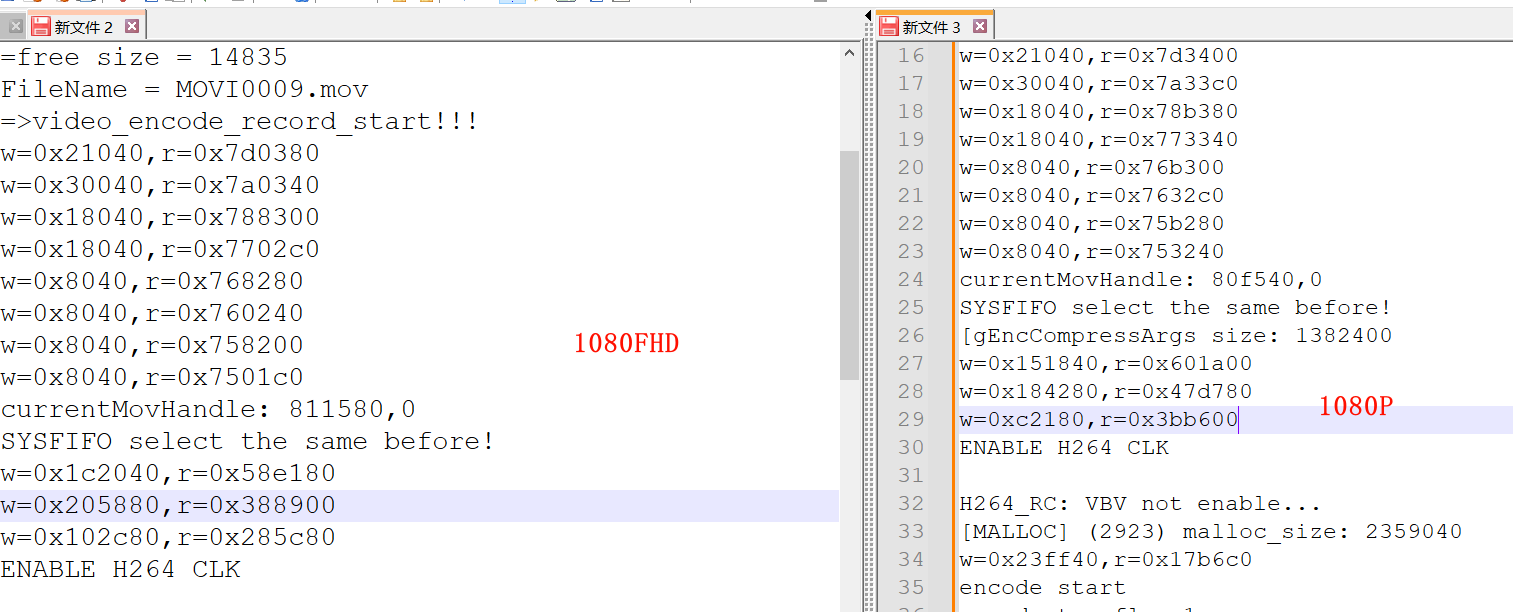 新文件 2
=free size = 14835
FileName = MOVI0009.mov
=>video_encode_record_start!!!
w=0x21040,r=0x7d0380
w=0x30040,r=0x7a0340
w=0x18040,r=0x788300
w=0x18040,r=0x7702c0
w=0x8040,r=0x768280
w=0x8040,r=0x760240
w=0x8040,r=0x758200
w=0x8040,r=0x7501c0
currentMovHandle: 811580,0
SYSFIFO select the same before!
w=0x1c2040,r=0x58e180
w=0x205880,r=0x388900
w=0x102c80,r=0x285c80
ENABLE H264 CLK
1080FHD
新文件 3
16 w=0x21040,r=0x7d3400
17 w=0x30040,r=0x7a33c0
18 w=0x18040,r=0x78b380
19 w=0x18040,r=0x773340
20 w=0x8040,r=0x76b300
21 w=0x8040,r=0x7632c0
22 w=0x8040,r=0x75b280
23 w=0x8040,r=0x753240
24 currentMovHandle: 80f540,0
25 SYSFIFO select the same before!
26 [gEncCompressArgs size: 1382400
27 w=0x151840,r=0x601a00
28 w=0x184280,r=0x47d780
29 w=0xc2180,r=0x3bb600
30 ENABLE H264 CLK
31
32 H264_RC: VBV not enable...
33 [MALLOC] (2923) malloc_size: 2359040
34 w=0x23ff40,r=0x17b6c0
35 encode start
1080P